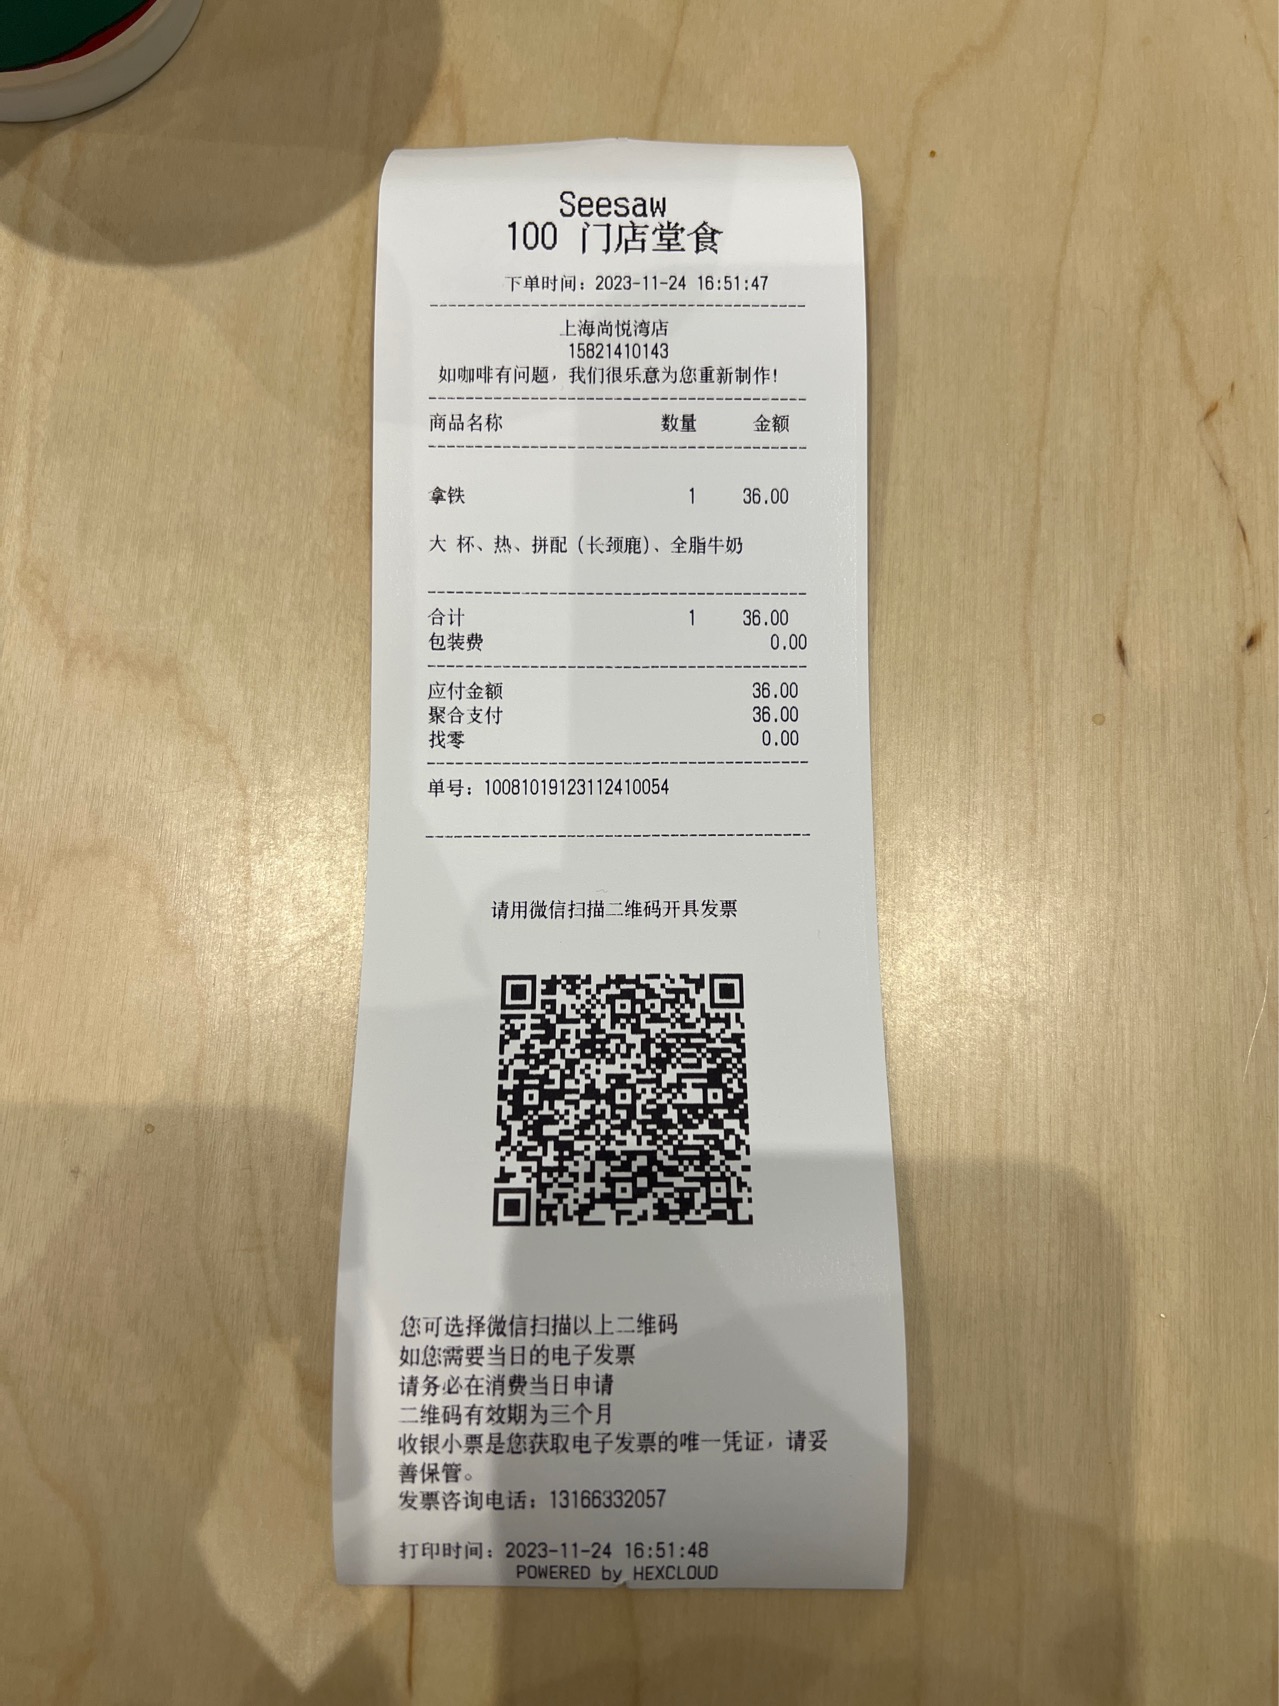 Seesaw
100 门店堂食
下单时间：2023-11-24 16:51:47
上海尚悦湾店
15821410143
如咖啡有问题，我们很乐意为您重新制作！
商品名称 数量 金额
拿铁 1 36.00
大 杯、热、拼配（长颈鹿）、全脂牛奶
合计 1 36.00
包装费 0.00
应付金额 36.00
聚合支付 36.00
找零 0.00
单号：10081019123112410054
请用微信扫描二维码开具发票
您可选择微信扫描以上二维码
如您需要当日的电子发票
请务必在消费当日申请
二维码有效期为三个月
收银小票是您获取电子发票的唯一凭证，请妥
善保管。
发票咨询电话：13166332057
打印时间：2023-11-24 16:51:48
POWERED by HEXCLOUD